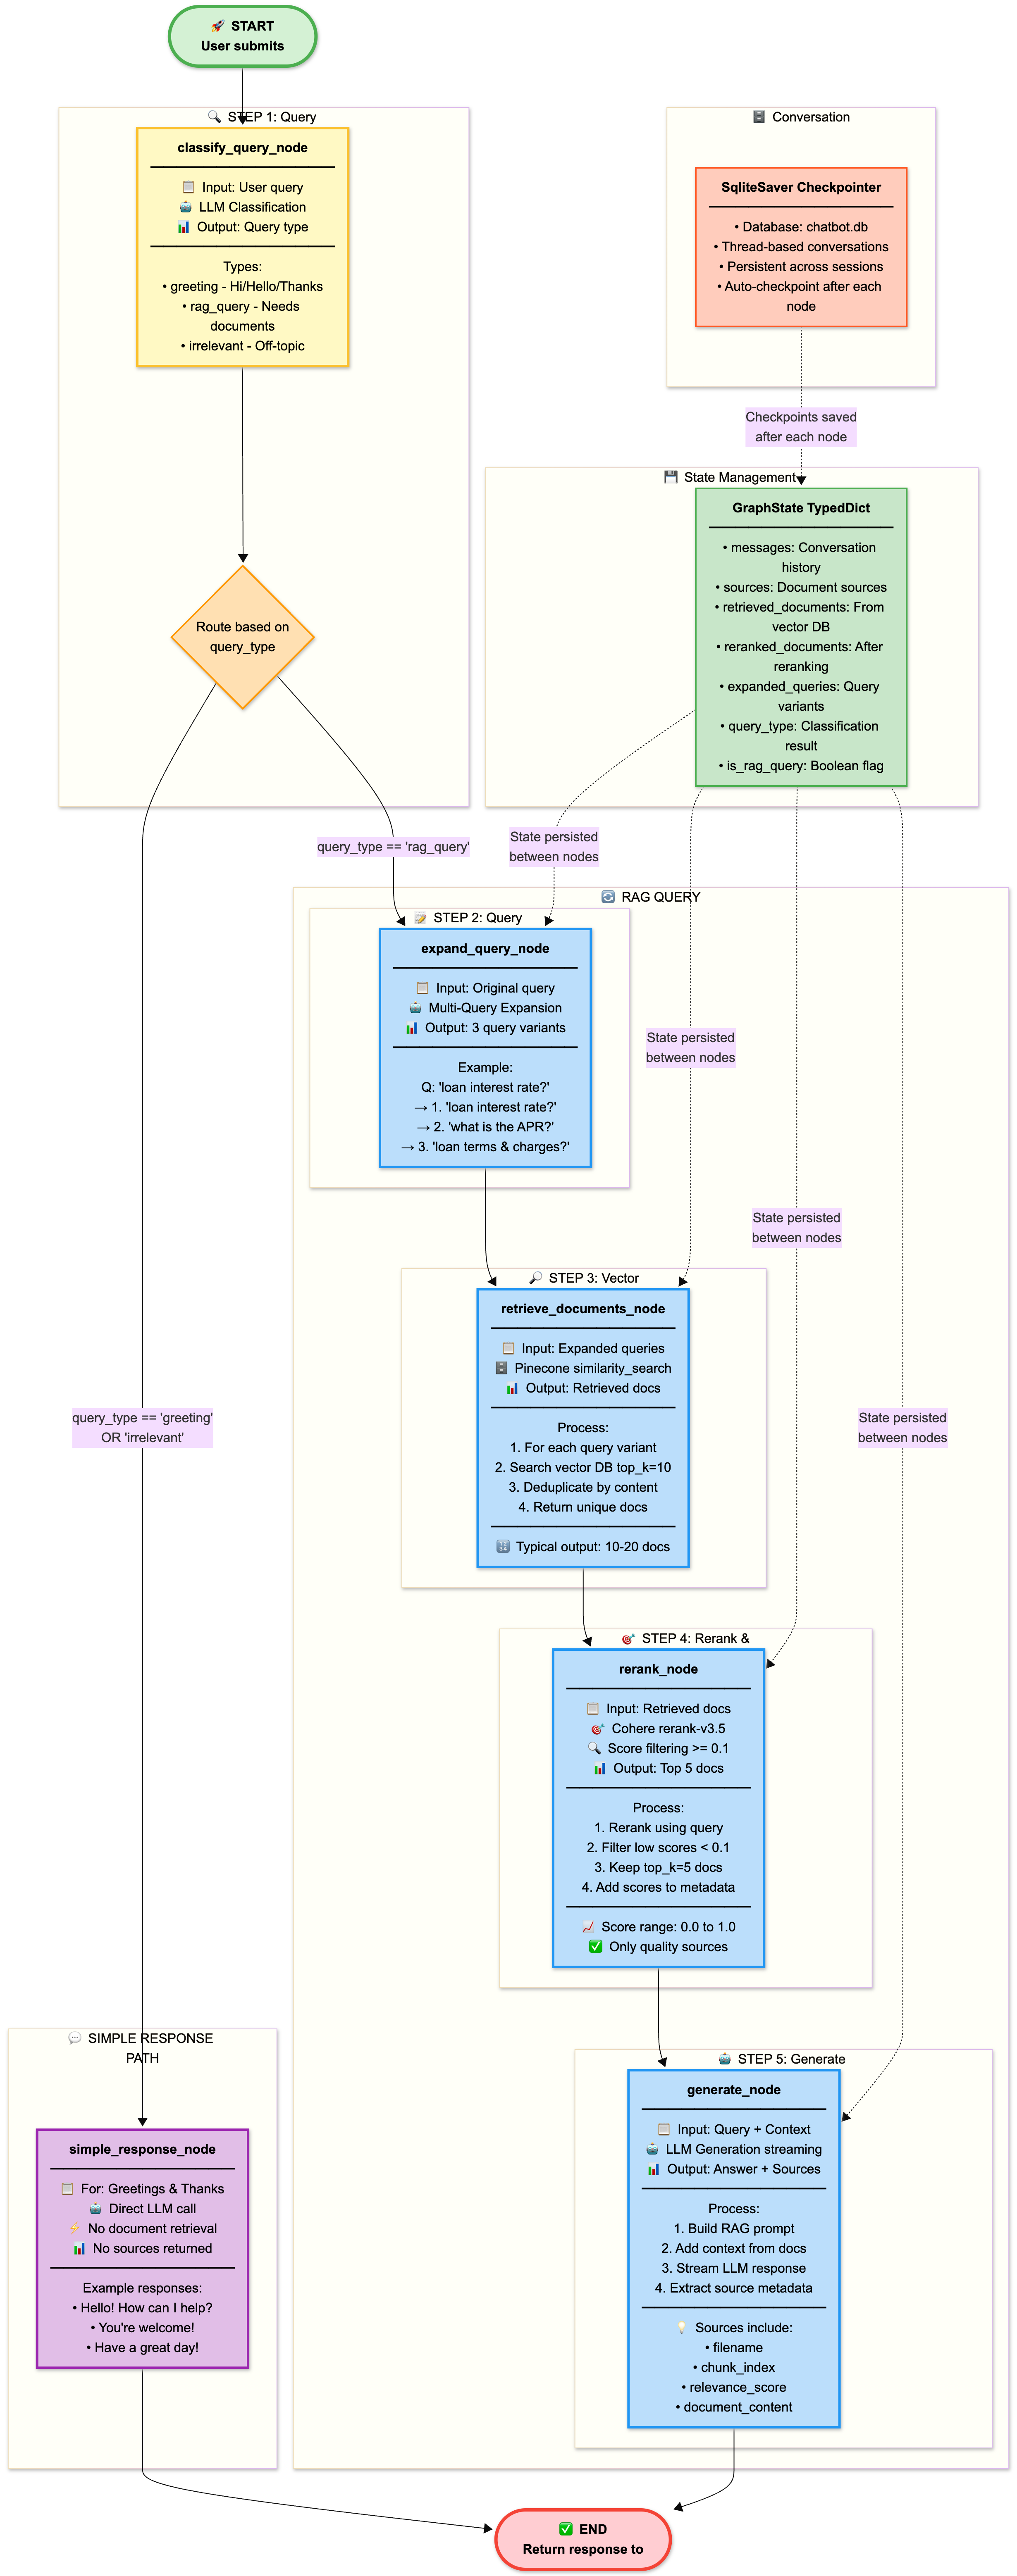 🚀 START
User submits
🔍 STEP 1: Query
classify_query_node
📋 Input: User query
🤖 LLM Classification
📊 Output: Query type
Types:
• greeting - Hi/Hello/Thanks
• rag_query - Needs
documents
• irrelevant - Off-topic
Route based on
query_type
🗄️ Conversation
SqliteSaver Checkpointer
• Database: chatbot.db
• Thread-based conversations
• Persistent across sessions
• Auto-checkpoint after each
node
Checkpoints saved
after each node
💾 State Management
GraphState TypedDict
• messages: Conversation
history
• sources: Document sources
• retrieved_documents: From
vector DB
• reranked_documents: After
reranking
• expanded_queries: Query
variants
• query_type: Classification
result
• is_rag_query: Boolean flag
query_type == 'rag_query'
State persisted
between nodes
🔄 RAG QUERY
📝 STEP 2: Query
expand_query_node
📋 Input: Original query
🤖 Multi-Query Expansion
📊 Output: 3 query variants
Example:
Q: 'loan interest rate?'
→ 1. 'loan interest rate?'
→ 2. 'what is the APR?'
→ 3. 'loan terms & charges?'
State persisted
between nodes
State persisted
between nodes
🔎 STEP 3: Vector
retrieve_documents_node
📋 Input: Expanded queries
🗄️ Pinecone similarity_search
📊 Output: Retrieved docs
Process:
1. For each query variant
2. Search vector DB top_k=10
3. Deduplicate by content
4. Return unique docs
🔢 Typical output: 10-20 docs
query_type == 'greeting'
OR 'irrelevant'
State persisted
between nodes
🎯 STEP 4: Rerank &
rerank_node
📋 Input: Retrieved docs
🎯 Cohere rerank-v3.5
🔍 Score filtering >= 0.1
📊 Output: Top 5 docs
Process:
1. Rerank using query
2. Filter low scores < 0.1
3. Keep top_k=5 docs
4. Add scores to metadata
📈 Score range: 0.0 to 1.0
✅ Only quality sources
💬 SIMPLE RESPONSE
PATH
simple_response_node
📋 For: Greetings & Thanks
🤖 Direct LLM call
⚡ No document retrieval
📊 No sources returned
Example responses:
• Hello! How can I help?
• You're welcome!
• Have a great day!
🤖 STEP 5: Generate
generate_node
📋 Input: Query + Context
🤖 LLM Generation streaming
📊 Output: Answer + Sources
Process:
1. Build RAG prompt
2. Add context from docs
3. Stream LLM response
4. Extract source metadata
💡 Sources include:
• filename
• chunk_index
• relevance_score
• document_content
✅ END
Return response to